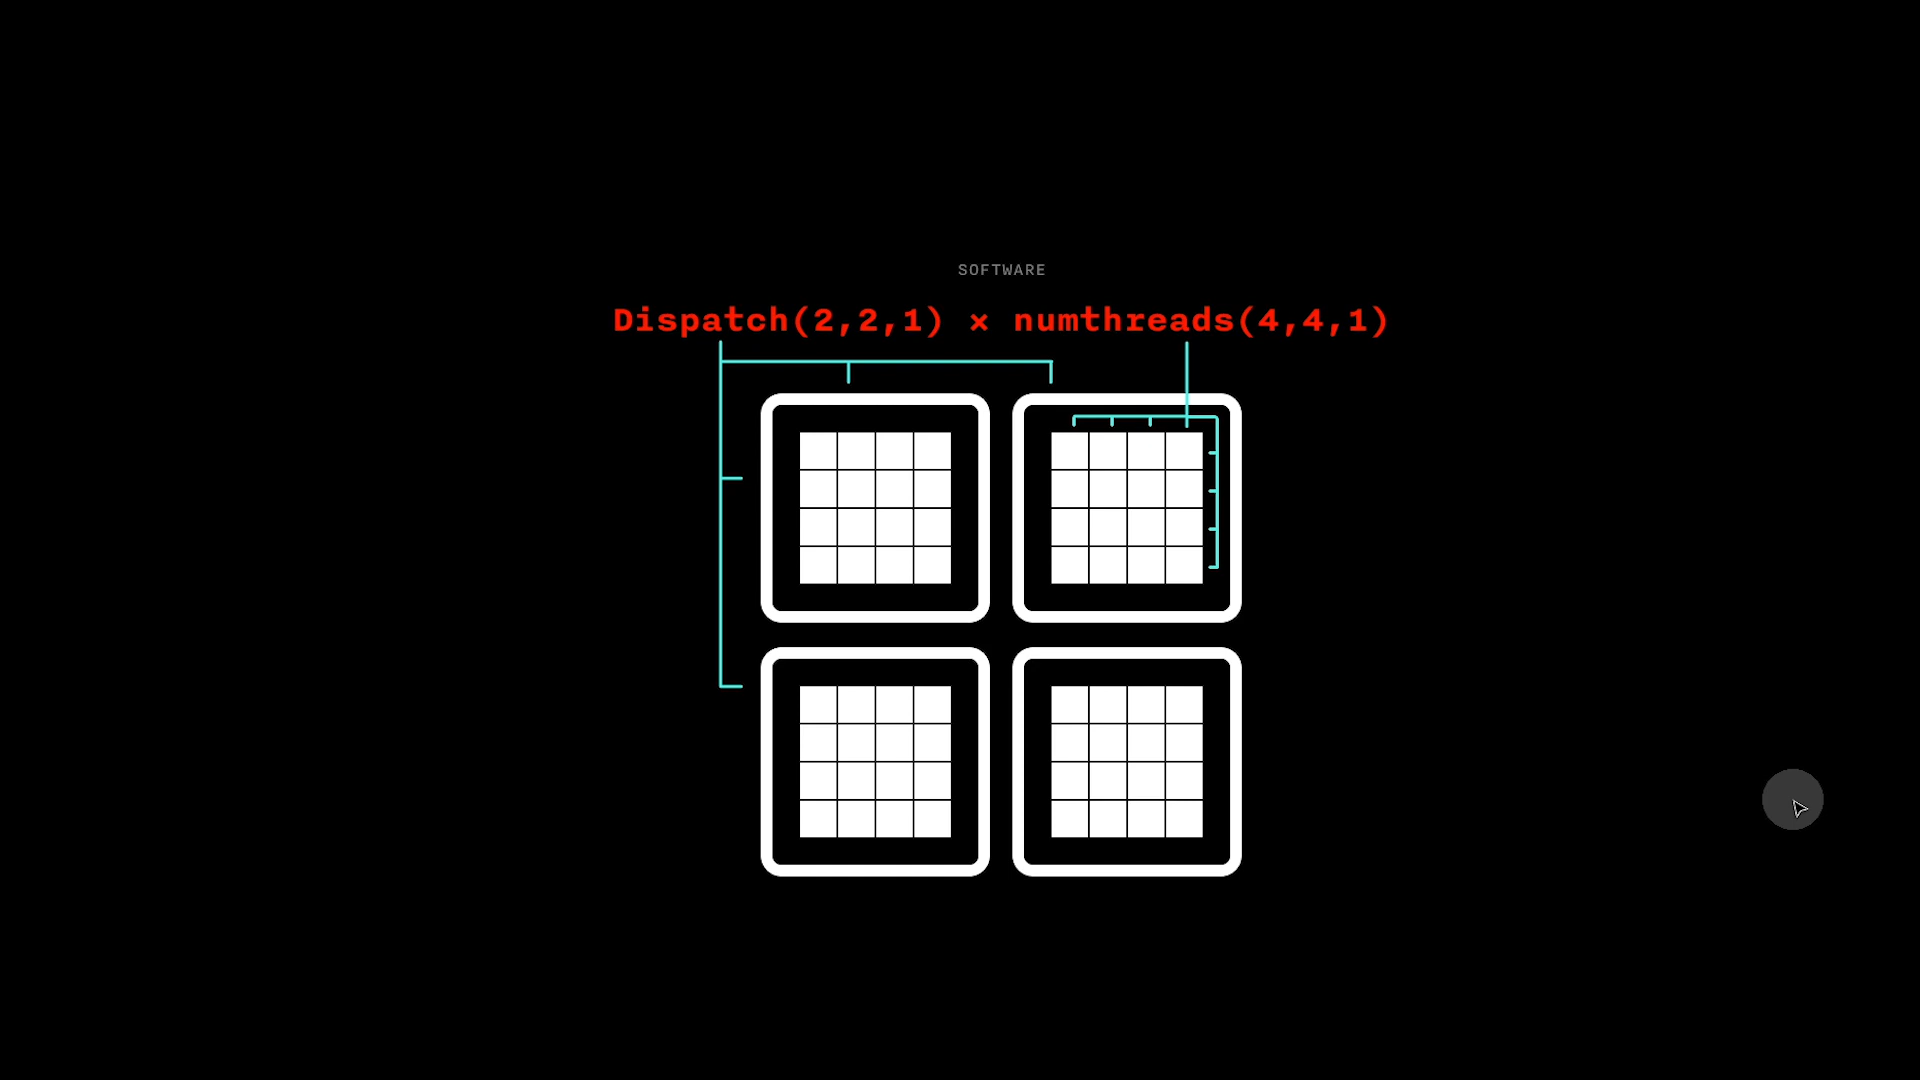 SOFTWARE
Dispatch(2,2,1) × numthreads(4,4,1)